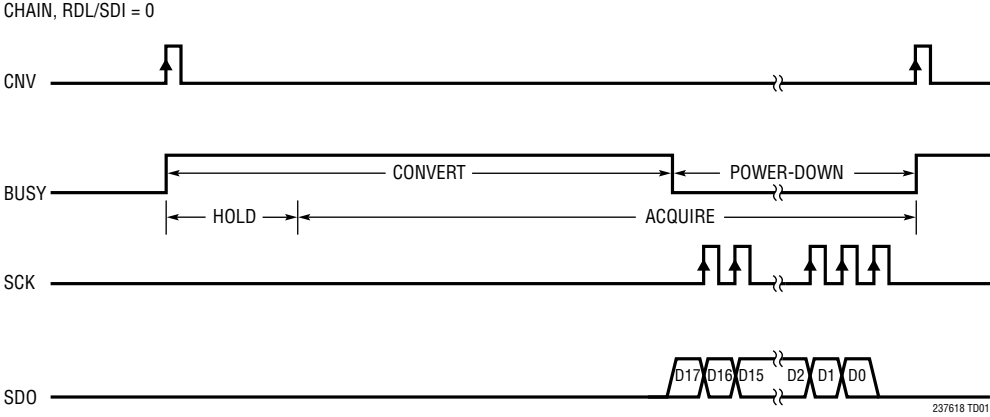 CHAIN, RDL/SDI = 0
CNV
CONVERT
POWER-DOWN
BUSY
HOLD
ACQUIRE
SCK
D17 D16 D15 D2 D1 D0
SDO
237618 TD01